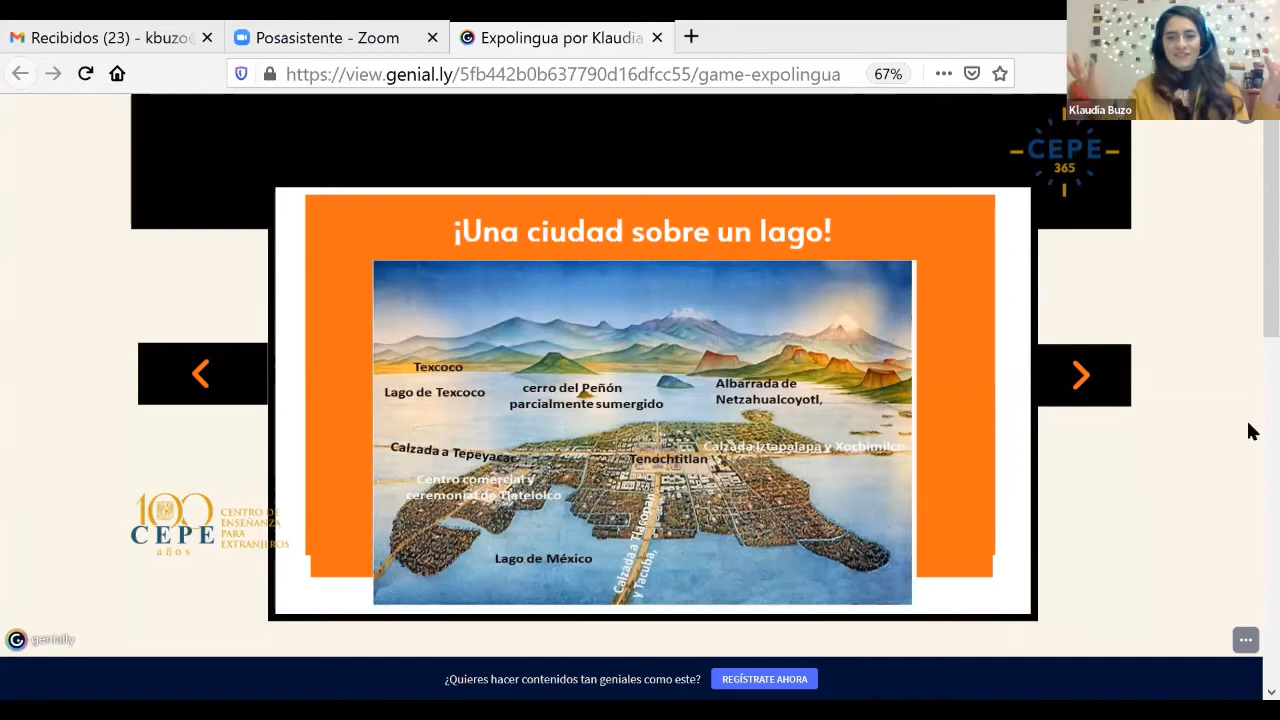 Recibidos (23) - kbuzo@
Posasistente - Zoom
Expolingua por Klaudia
https://view.genial.ly/5fb442b0b637790d16dfcc55/game-expolingua
67%
Klaudia Buzo
CEPE
365
¡Una ciudad sobre un lago!
Texcoco
Lago de Texcoco
cerro del Peñón
parcialmente sumergido
Albarrada de
Netzahualcoyotl,
Calzada a Tepeyacac,
Calzada Iztapalapa y Xochimilco
Tenochtitlan
Centro comercial y
ceremonial de Tlatelolco
Calzada a Tlacopan
y Tacuba,
Lago de México
100
CEPE
años
CENTRO DE
ENSEÑANZA
PARA
EXTRANJEROS
genially
¿Quieres hacer contenidos tan geniales como este?
REGÍSTRATE AHORA